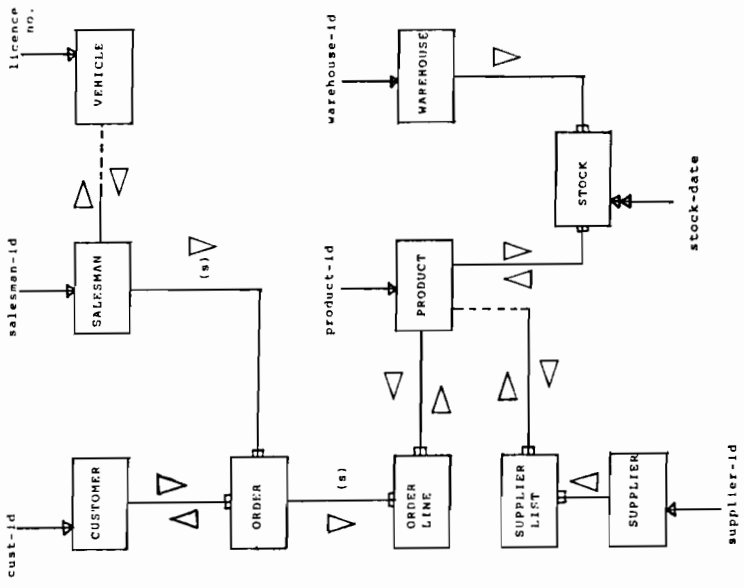 licence
no.
VEHICLE
salesman-id
SALESMAN
(s)
cust-id
CUSTOMER
ORDER
(s)
ORDER
LINE
warehouse-id
WAREHOUSE
STOCK
stock-date
product-id
PRODUCT
SUPPLIER
LIST
SUPPLIER
supplier-id